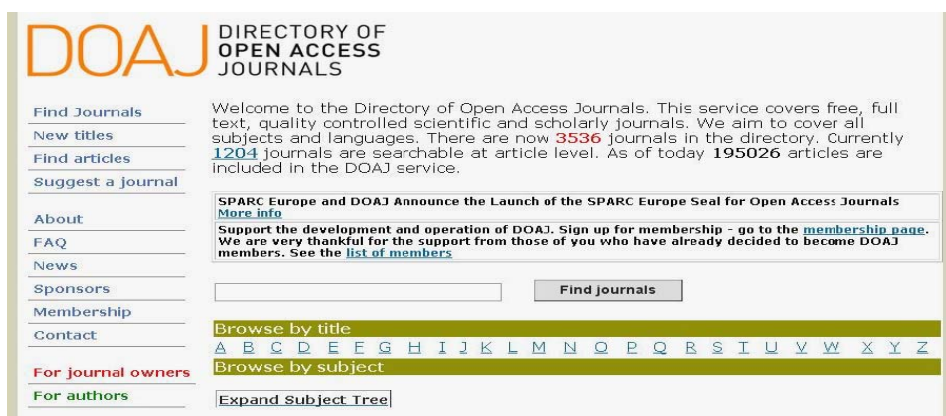 DOAJ
DIRECTORY OF
OPEN ACCESS
JOURNALS
Find Journals
New titles
Find articles
Suggest a journal
About
FAQ
News
Sponsors
Membership
Contact
For journal owners
For authors
Welcome to the Directory of Open Access Journals. This service covers free, full
text, quality controlled scientific and scholarly journals. We aim to cover all
subjects and languages. There are now 3536 journals in the directory. Currently
1204 journals are searchable at article level. As of today 195026 articles are
included in the DOAJ service.
SPARC Europe and DOAJ Announce the Launch of the SPARC Europe Seal for Open Access Journals
More info
Support the development and operation of DOAJ. Sign up for membership - go to the membership page.
We are very thankful for the support from those of you who have already decided to become DOAJ
members. See the list of members
Find journals
Browse by title
A B C D E F G H I J K L M N O P Q R S T U V W X Y Z
Browse by subject
Expand Subject Tree